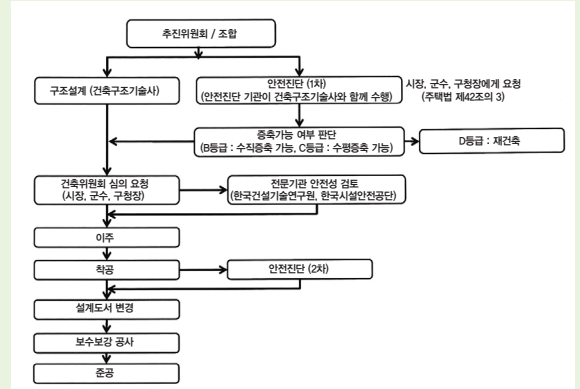 추진위원회 / 조합
구조설계 (건축구조기술사)
안전진단 (1차)
(안전진단 기관이 건축구조기술사와 함께 수행)
시장, 군수, 구청장에게 요청
(주택법 제42조의 3)
증축가능 여부 판단
(B등급 : 수직증축 가능, C등급 : 수평증축 가능)
D등급 : 재건축
건축위원회 심의 요청
(시장, 군수, 구청장)
전문기관 안전성 검토
(한국건설기술연구원, 한국시설안전공단)
이주
착공
안전진단 (2차)
설계도서 변경
보수보강 공사
준공